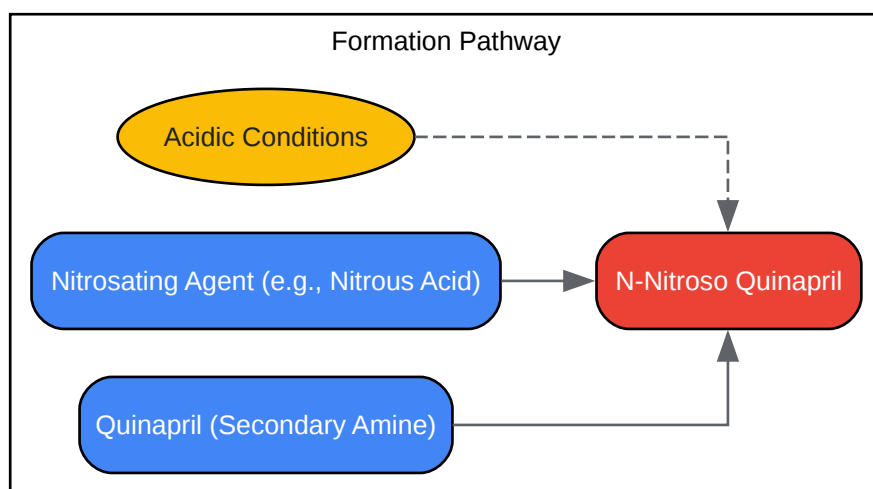 Formation Pathway
Acidic Conditions
Nitrosating Agent (e.g., Nitrous Acid)
N-Nitroso Quinapril
Quinapril (Secondary Amine)